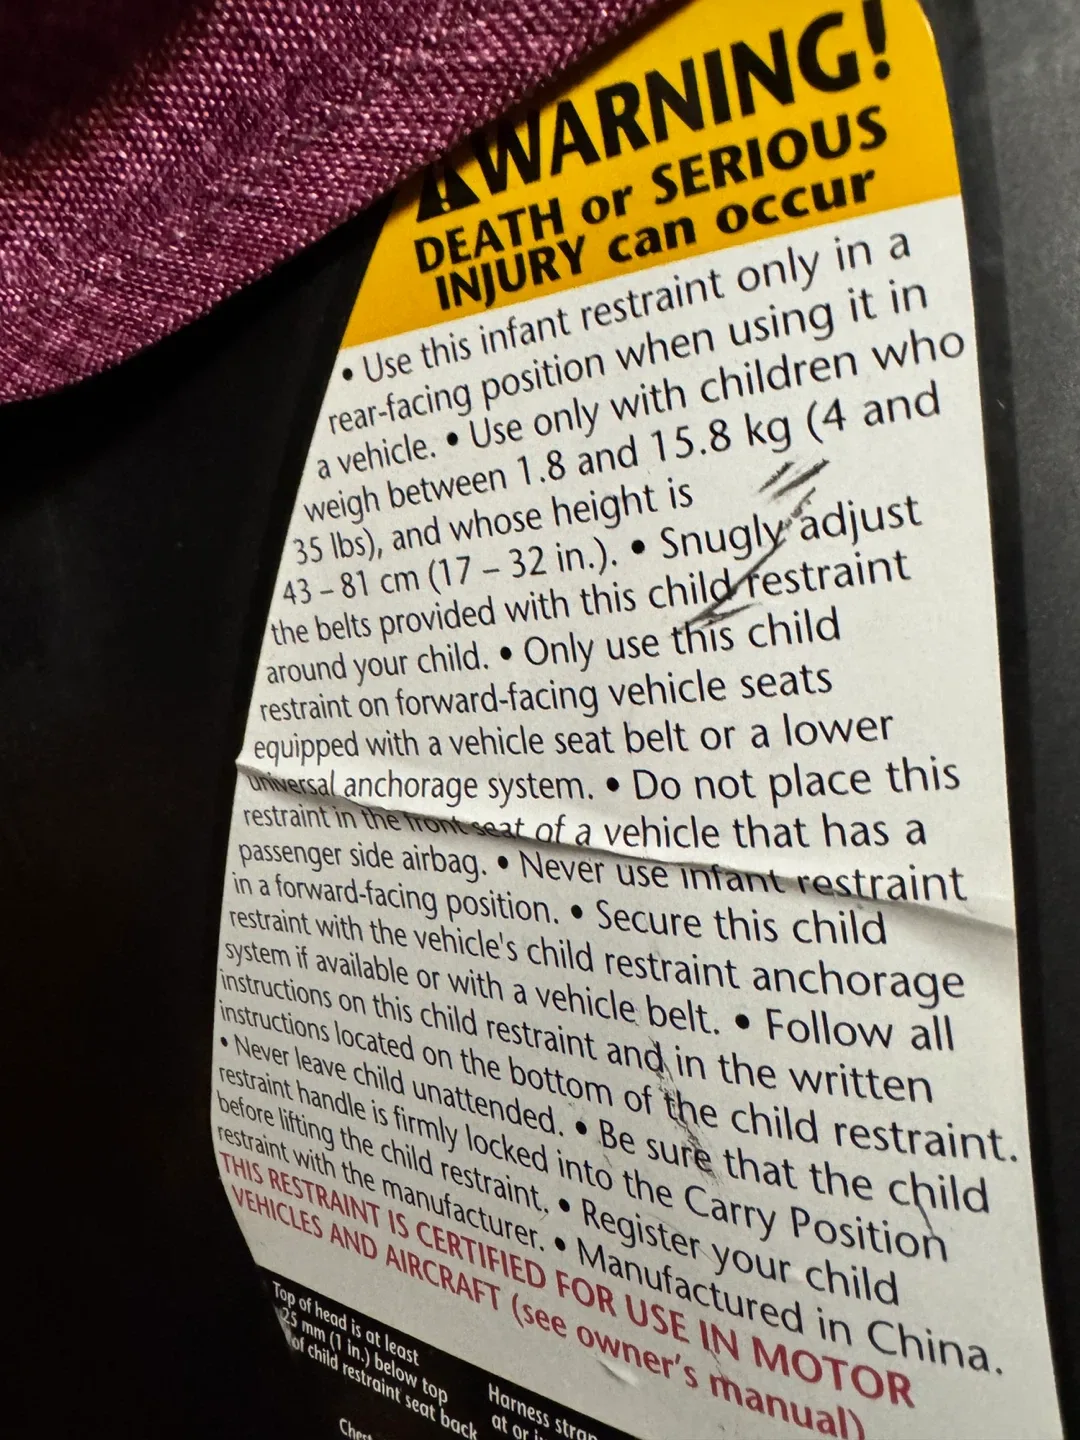 WARNING!
DEATH or SERIOUS
INJURY can occur
• Use this infant restraint only in a
rear-facing position when using it in
a vehicle. • Use only with children who
weigh between 1.8 and 15.8 kg (4 and
35 lbs), and whose height is
43 – 81 cm (17 – 32 in.). • Snugly adjust
the belts provided with this child restraint
around your child. • Only use this child
restraint on forward-facing vehicle seats
equipped with a vehicle seat belt or a lower
universal anchorage system. • Do not place this
restraint in the front seat of a vehicle that has a
passenger side airbag. • Never use infant restraint
in a forward-facing position. • Secure this child
restraint with the vehicle's child restraint anchorage
system if available or with a vehicle belt. • Follow all
instructions on this child restraint and in the written
instructions located on the bottom of the child restraint.
• Never leave child unattended. • Be sure that the child
restraint handle is firmly locked into the Carry Position
before lifting the child restraint. • Register your child
restraint with the manufacturer. • Manufactured in China.
THIS RESTRAINT IS CERTIFIED FOR USE IN MOTOR
VEHICLES AND AIRCRAFT (see owner's manual)
Top of head is at least
25 mm (1 in.) below top
of child restraint seat back
Harness
at or